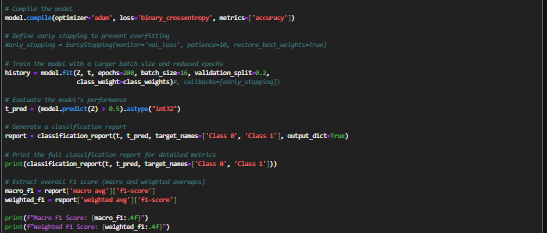 # Compile the model
model.compile(optimizer="adam", loss='binary_crossentropy', metrics=["accuracy"])
# Define early stopping to prevent overfitting
#early_stopping = EarlyStopping(monitor='val_loss', patience=10, restore_best_weights=True)
# Train the model with a larger batch size and reduced epochs
history = model.fit(Z, t, epochs=200, batch_size=16, validation_split=0.2,
class_weight=class_weights)#, callbacks=[early_stopping])
# Evaluate the model's performance
t_pred = (model.predict(Z) > 0.5).astype("int32")
# Generate a classification report
report = classification_report(t, t_pred, target_names=['Class 0', 'Class 1'], output_dict=True)
# Print the full classification report for detailed metrics
print(classification_report(t, t_pred, target_names=['Class 0', 'Class 1']))
# Extract overall F1 score (macro and weighted averages)
macro_f1 = report['macro avg']['f1-score']
weighted_f1 = report['weighted avg']['f1-score']
print(f"Macro F1 Score: {macro_f1:.4f}")
print(f"Weighted F1 Score: {weighted_f1:.4f}")